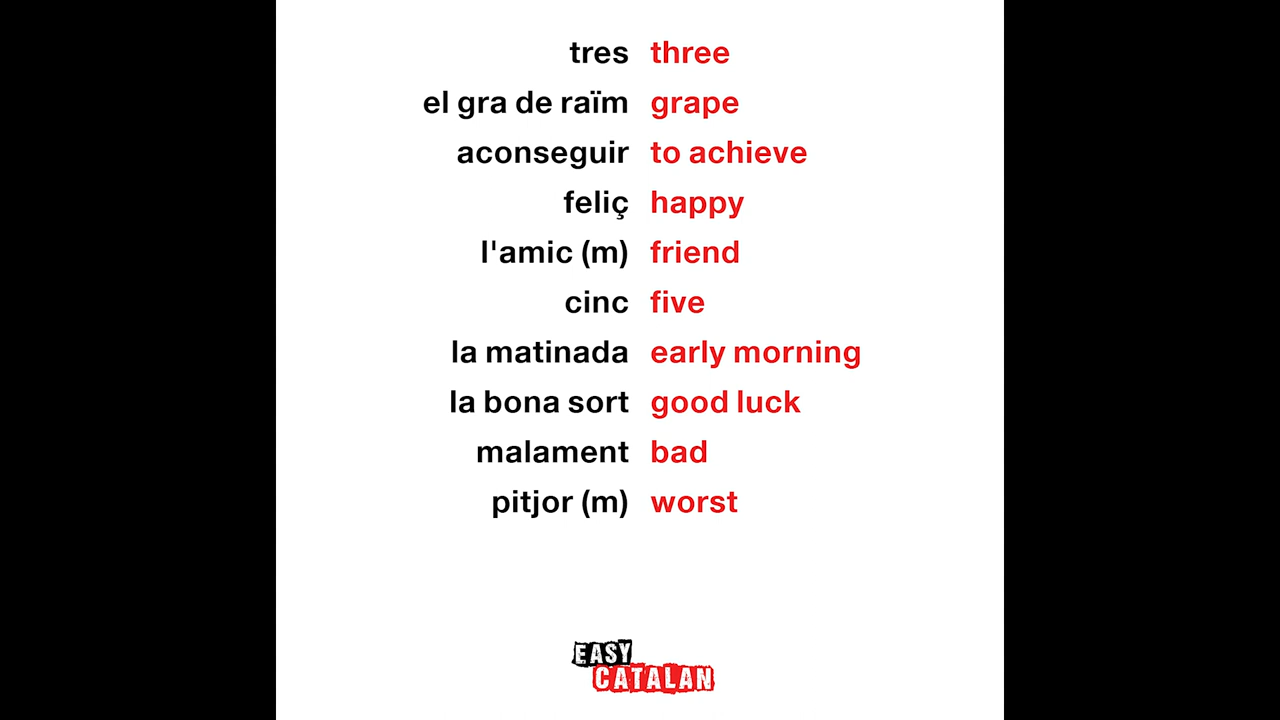 tres three
el gra de raïm grape
aconseguir to achieve
feliç happy
l'amic (m) friend
cinc five
la matinada early morning
la bona sort good luck
malament bad
pitjor (m) worst
EASY
CATALAN